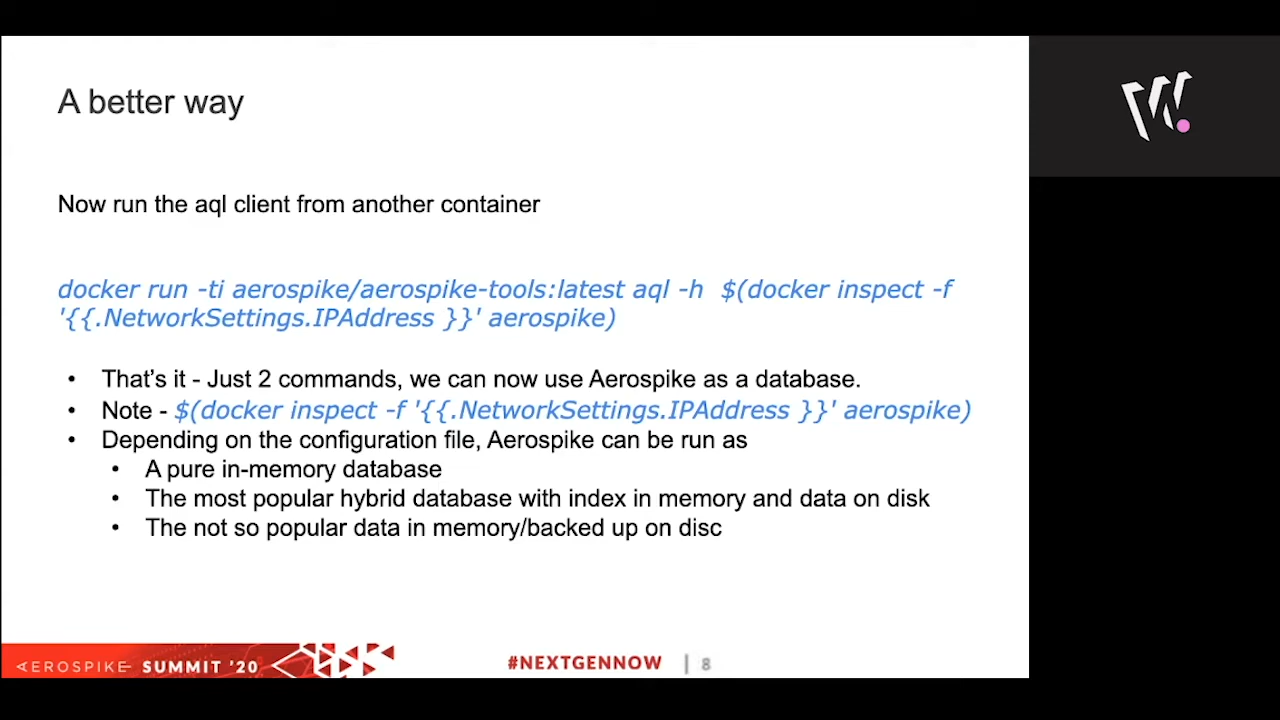 A better way
Now run the aql client from another container
docker run -ti aerospike/aerospike-tools:latest aql -h  $(docker inspect -f
'{{.NetworkSettings.IPAddress }}' aerospike)
• That's it - Just 2 commands, we can now use Aerospike as a database.
• Note - $(docker inspect -f '{{.NetworkSettings.IPAddress }}' aerospike)
• Depending on the configuration file, Aerospike can be run as
• A pure in-memory database
• The most popular hybrid database with index in memory and data on disk
• The not so popular data in memory/backed up on disc
AEROSPIKE SUMMIT '20
#NEXTGENNOW | 8